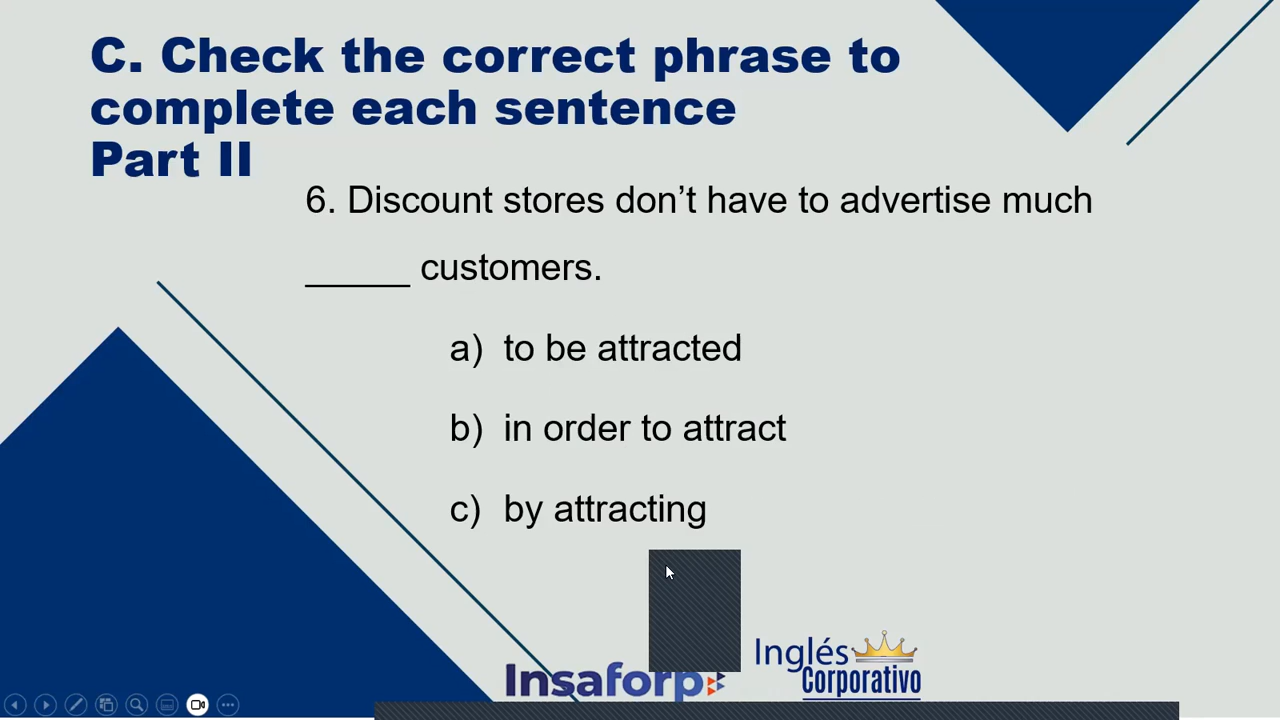 C. Check the correct phrase to
complete each sentence
Part II
6. Discount stores don’t have to advertise much
_____ customers.
a) to be attracted
b) in order to attract
c) by attracting
Insaforp
Inglés
Corporativo